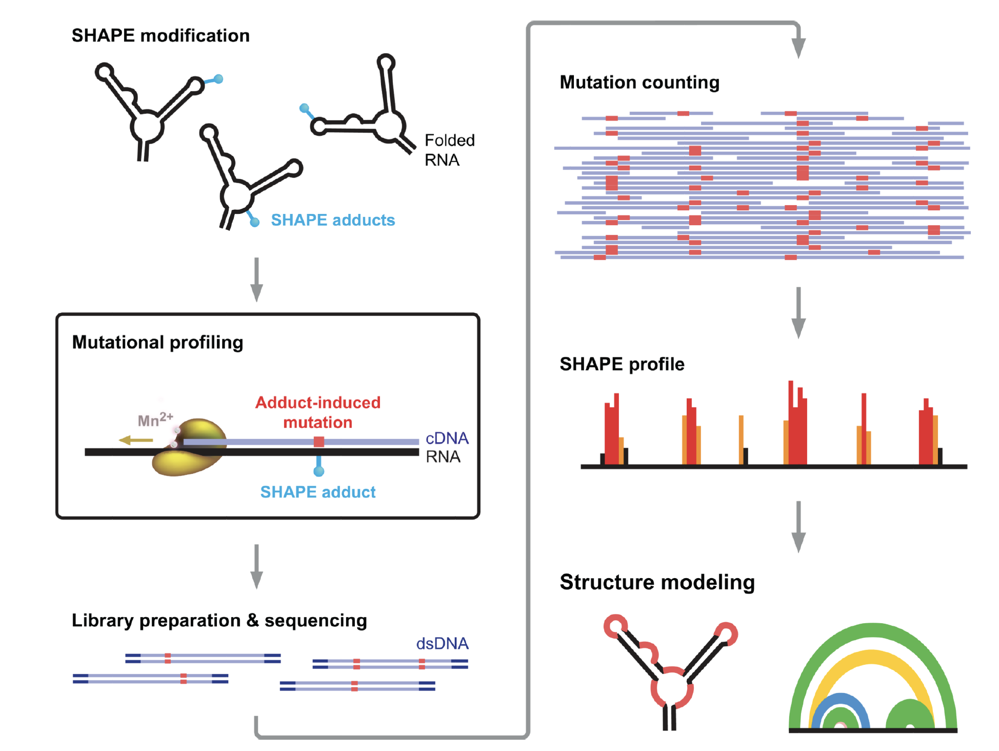 SHAPE modification
Folded
RNA
SHAPE adducts
Mutational profiling
Adduct-induced
mutation
Mn2+
cDNA
RNA
SHAPE adduct
Library preparation & sequencing
dsDNA
Mutation counting
SHAPE profile
Structure modeling